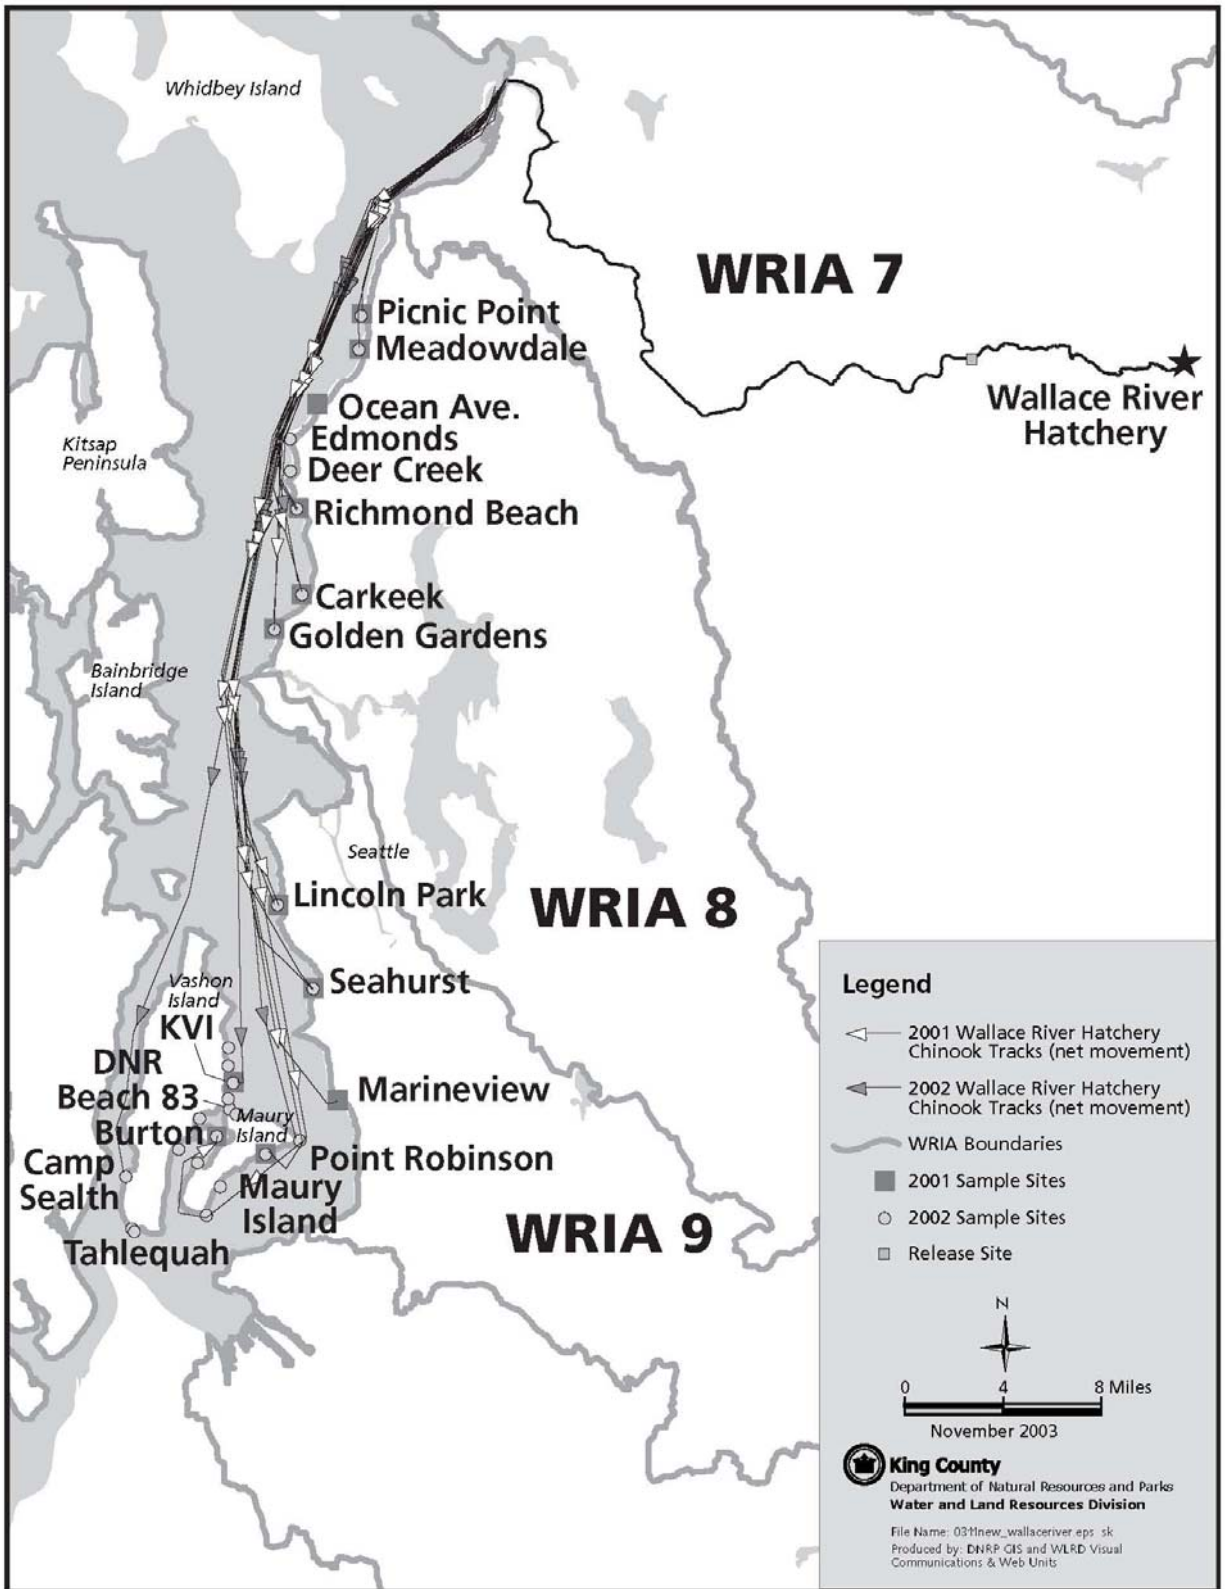 Whidbey Island
WRIA 7
Picnic Point
Meadowdale
Wallace River
Hatchery
Ocean Ave.
Edmonds
Kitsap
Peninsula
Deer Creek
Richmond Beach
Carkeek
Golden Gardens
Bainbridge
Island
Seattle
Lincoln Park
WRIA 8
Seahurst
Vashon
Island
KVI
DNR
Beach 83
Marineview
Maury
Island
Burton
Camp
Sealth
Point Robinson
Maury
Island
WRIA 9
Tahlequah
Legend
2001 Wallace River Hatchery
Chinook Tracks (net movement)
2002 Wallace River Hatchery
Chinook Tracks (net movement)
WRIA Boundaries
2001 Sample Sites
2002 Sample Sites
Release Site
N
0 4 8 Miles
November 2003
King County
Department of Natural Resources and Parks
Water and Land Resources Division
File Name: 0311new_wallaceriver.eps sk
Produced by: DNRP GIS and WLRD Visual
Communications & Web Units